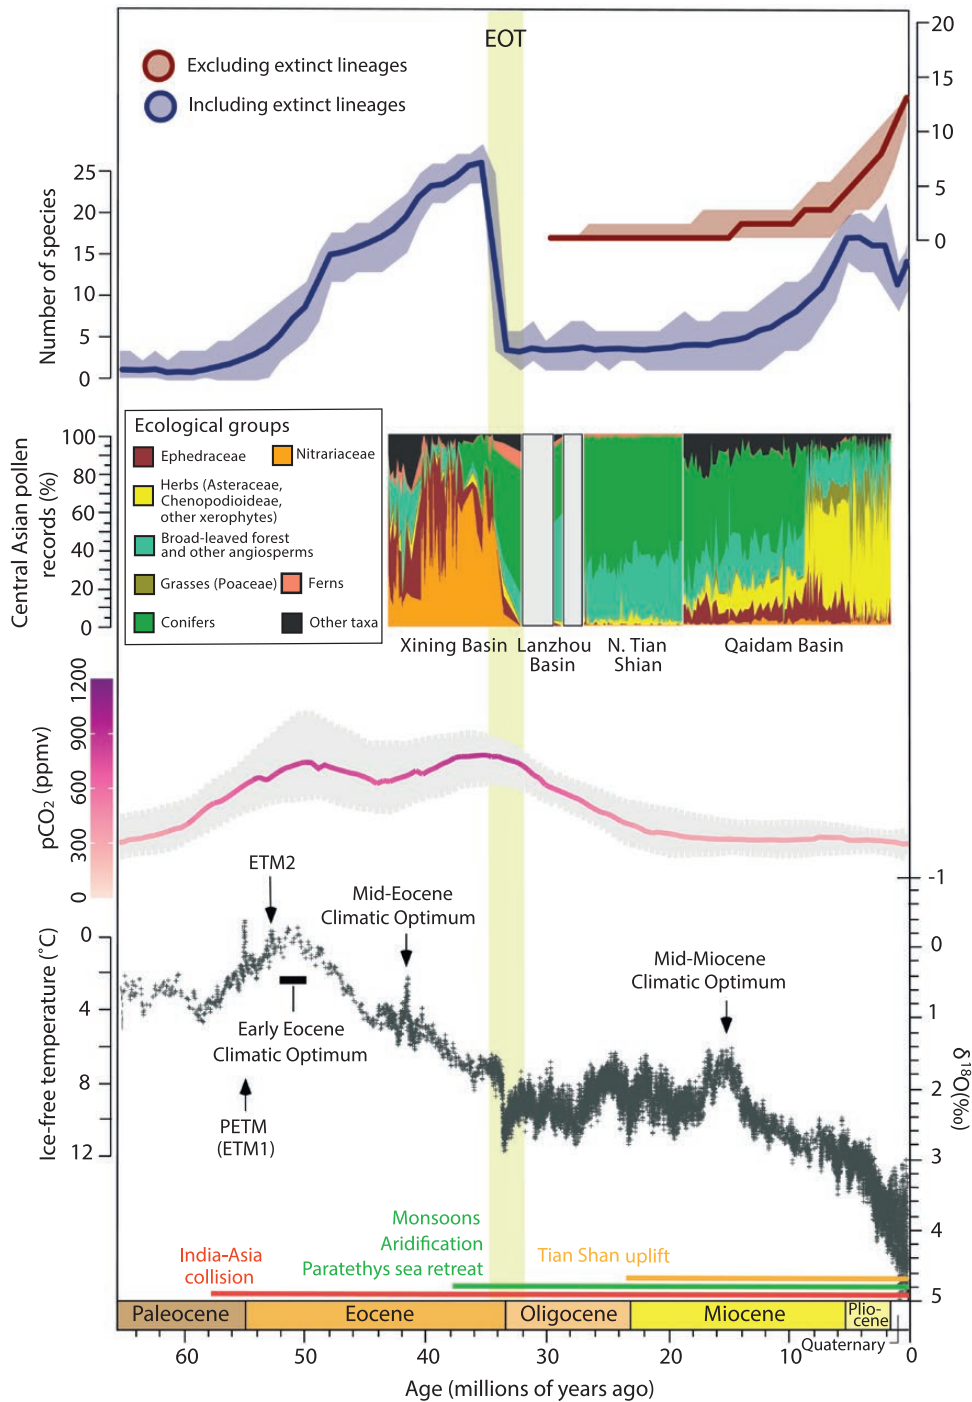 EOT
20
15
10
5
0
Excluding extinct lineages
Including extinct lineages
Number of species
25
20
15
10
5
0
Central Asian pollen
records (%)
100
80
60
40
20
0
Ecological groups
Ephedraceae
Nitrariaceae
Herbs (Asteraceae,
Chenopodioideae,
other xerophytes)
Broad-leaved forest
and other angiosperms
Grasses (Poaceae)
Ferns
Conifers
Other taxa
Xining Basin
Lanzhou
Basin
N. Tian
Shian
Qaidam Basin
pCO₂ (ppmv)
1200
900
600
300
0
ETM2
Mid-Eocene
Climatic Optimum
Mid-Miocene
Climatic Optimum
Early Eocene
Climatic Optimum
PETM
(ETM1)
Ice-free temperature (˚C)
0
4
8
12
-1
0
1
2
3
4
5
δ¹⁸O(‰)
Monsoons
Aridification
Paratethys sea retreat
India-Asia
collision
Tian Shan uplift
Paleocene
Eocene
Oligocene
Miocene
Plio-
cene
Quaternary
60
50
40
30
20
10
0
Age (millions of years ago)